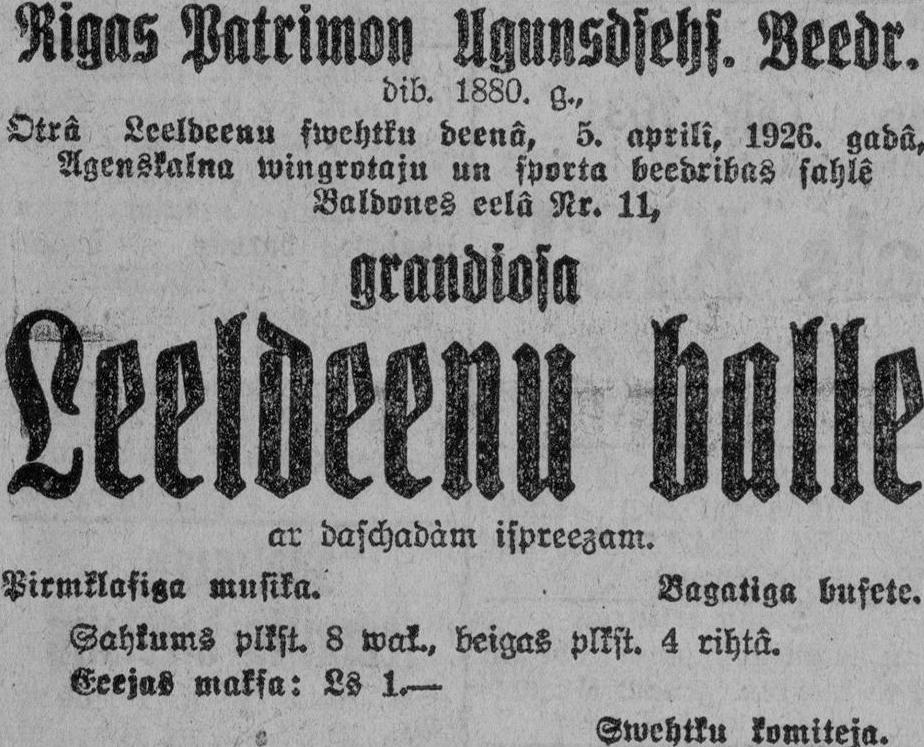 Rigas Patrimon Ugunsdsehs. Beedr.
dib. 1880. g.,
Otrâ Leeldeenu swehtku deenâ, 5. aprilî, 1926. gadâ,
Agenskalna wingrotaju un sporta beedribas sahlê
Baldones eelâ Nr. 11,
grandiosa
Leeldeenu balle
ar daschadàm ispreezam.
Pirmklasiga musika. Bagatiga bufete.
Sahkums plkst. 8 wak., beigas plkst. 4 rihtâ.
Eeejas maksa: Ls 1.—
Swehtku komiteja.